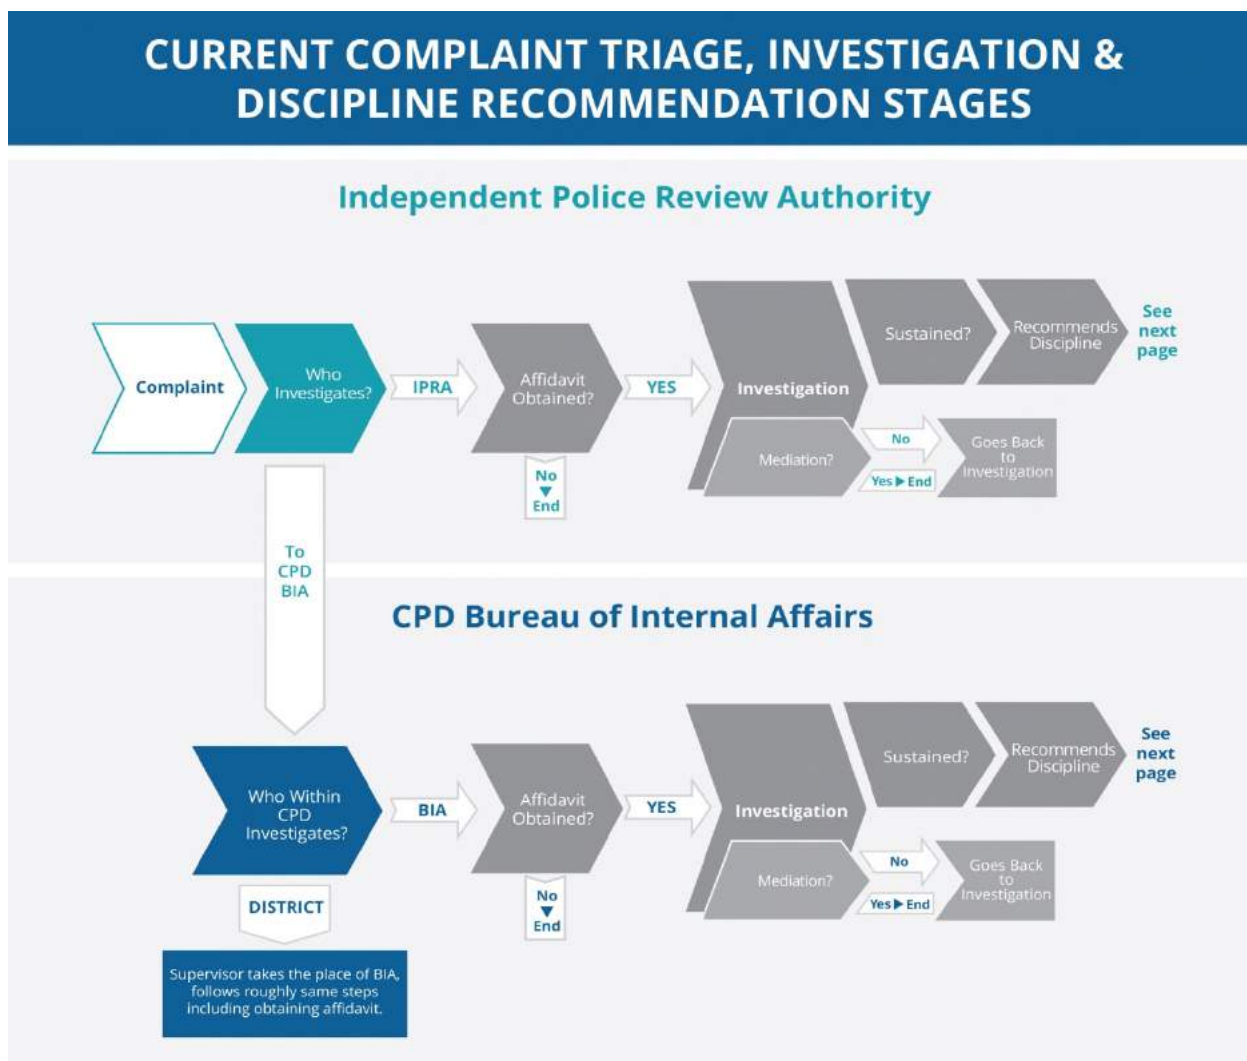 CURRENT COMPLAINT TRIAGE, INVESTIGATION &
DISCIPLINE RECOMMENDATION STAGES
Independent Police Review Authority
Complaint
Who
Investigates?
IPRA
Affidavit
Obtained?
YES
No
▼
End
Investigation
Mediation?
No
Yes ▶ End
Goes Back
to
Investigation
Sustained?
Recommends
Discipline
See
next
page
To
CPD
BIA
CPD Bureau of Internal Affairs
Who Within
CPD
Investigates?
BIA
Affidavit
Obtained?
YES
No
▼
End
Investigation
Mediation?
No
Yes ▶ End
Goes Back
to
Investigation
Sustained?
Recommends
Discipline
See
next
page
DISTRICT
Supervisor takes the place of BIA,
follows roughly same steps
including obtaining affidavit.